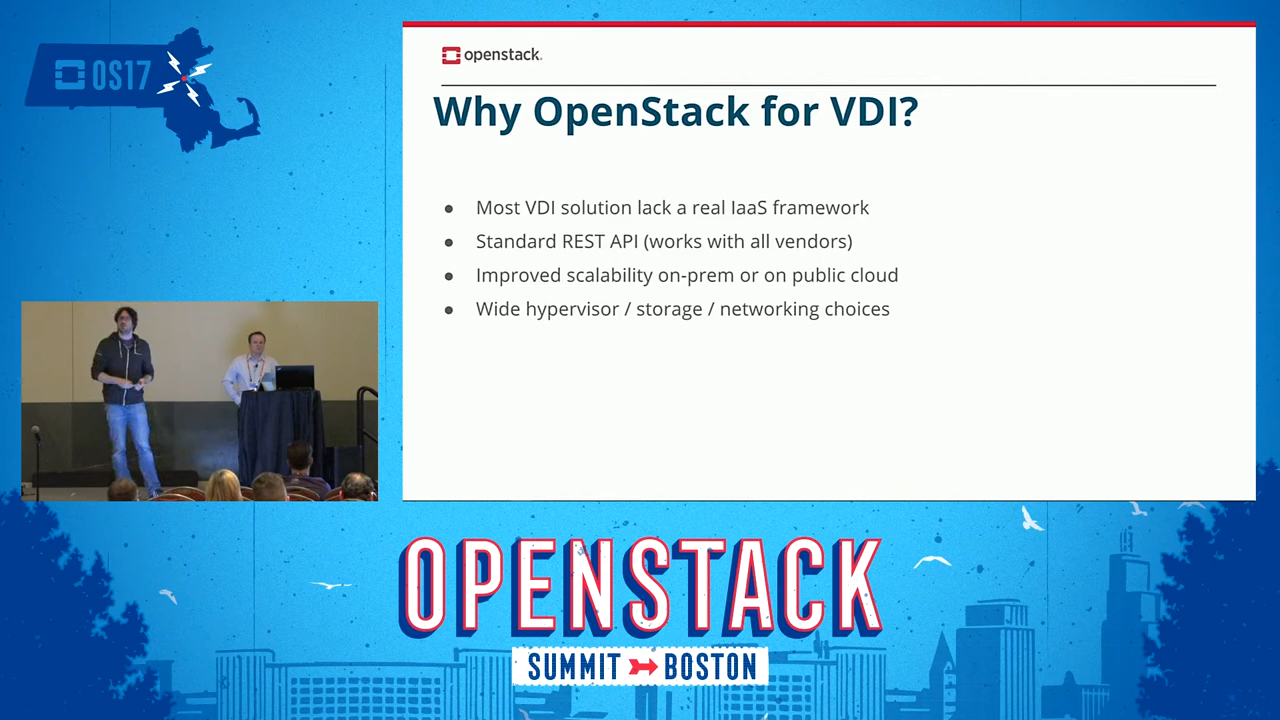 OS17
openstack.
Why OpenStack for VDI?
● Most VDI solution lack a real IaaS framework
● Standard REST API (works with all vendors)
● Improved scalability on-prem or on public cloud
● Wide hypervisor / storage / networking choices
OPENSTACK
SUMMIT BOSTON